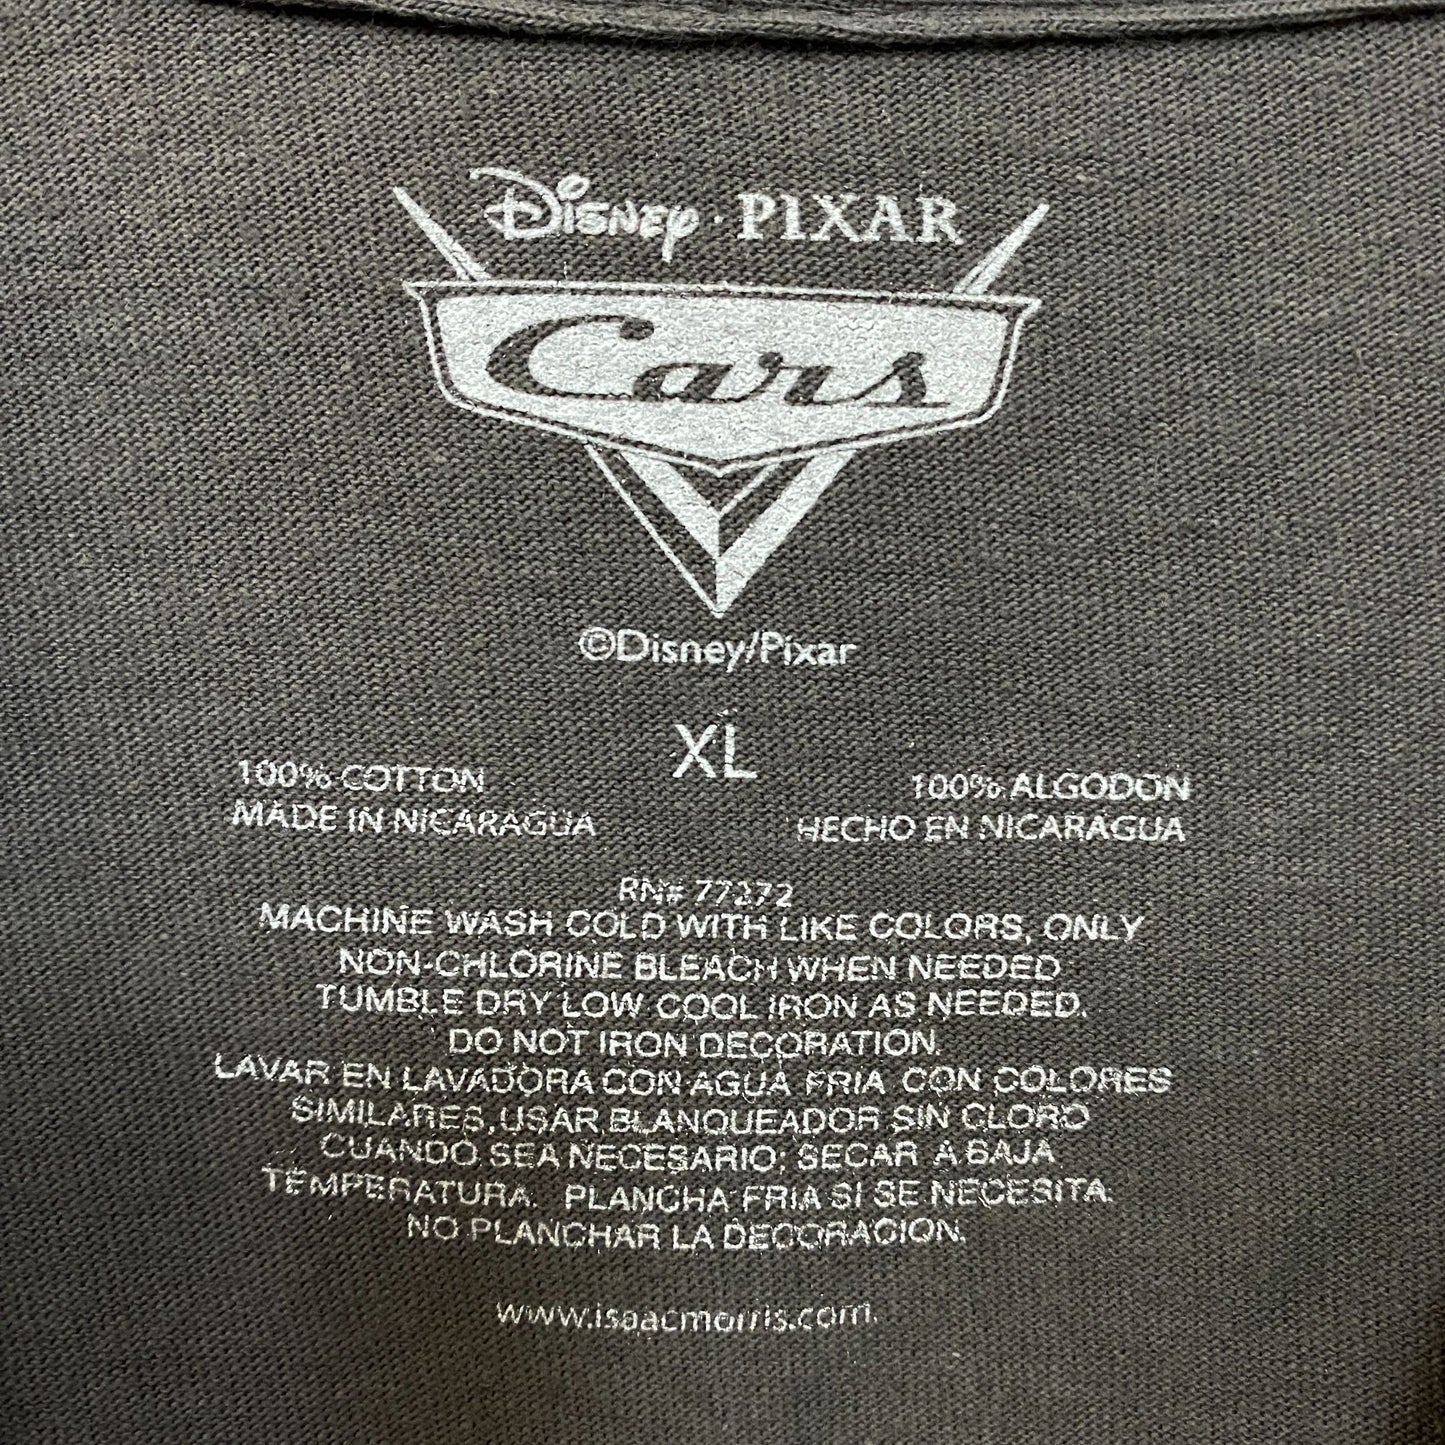 DISNEY · PIXAR
Cars
©Disney/Pixar
XL
100% COTTON
MADE IN NICARAGUA
100% ALGODON
HECHO EN NICARAGUA
RN# 77272
MACHINE WASH COLD WITH LIKE COLORS, ONLY
NON-CHLORINE BLEACH WHEN NEEDED
TUMBLE DRY LOW COOL IRON AS NEEDED.
DO NOT IRON DECORATION.
LAVAR EN LAVADORA CON AGUA FRIA CON COLORES
SIMILARES, USAR BLANQUEADOR SIN CLORO
CUANDO SEA NECESARIO; SECAR A BAJA
TEMPERATURA. PLANCHA FRIA SI SE NECESITA.
NO PLANCHAR LA DECORACION.
www.isaacmorris.com